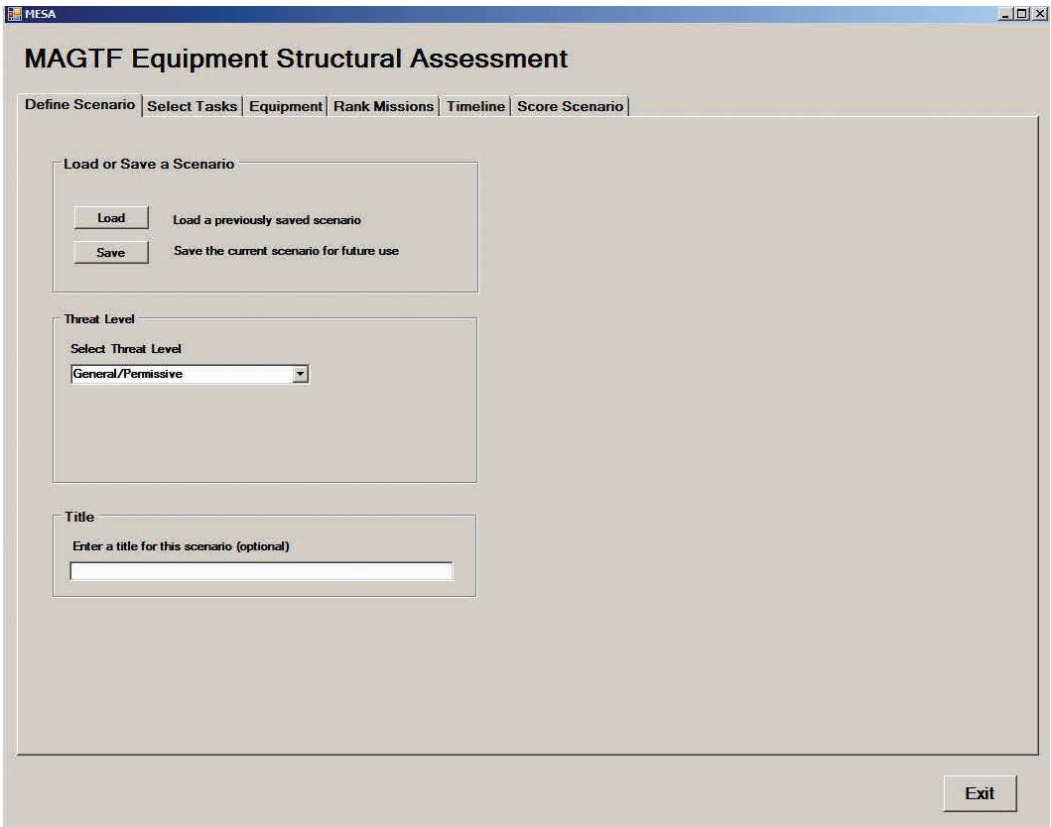 MESA
MAGTF Equipment Structural Assessment
Define Scenario Select Tasks Equipment Rank Missions Timeline Score Scenario
Load or Save a Scenario
Load Load a previously saved scenario
Save Save the current scenario for future use
Threat Level
Select Threat Level
General/Permissive
Title
Enter a title for this scenario (optional)
Exit